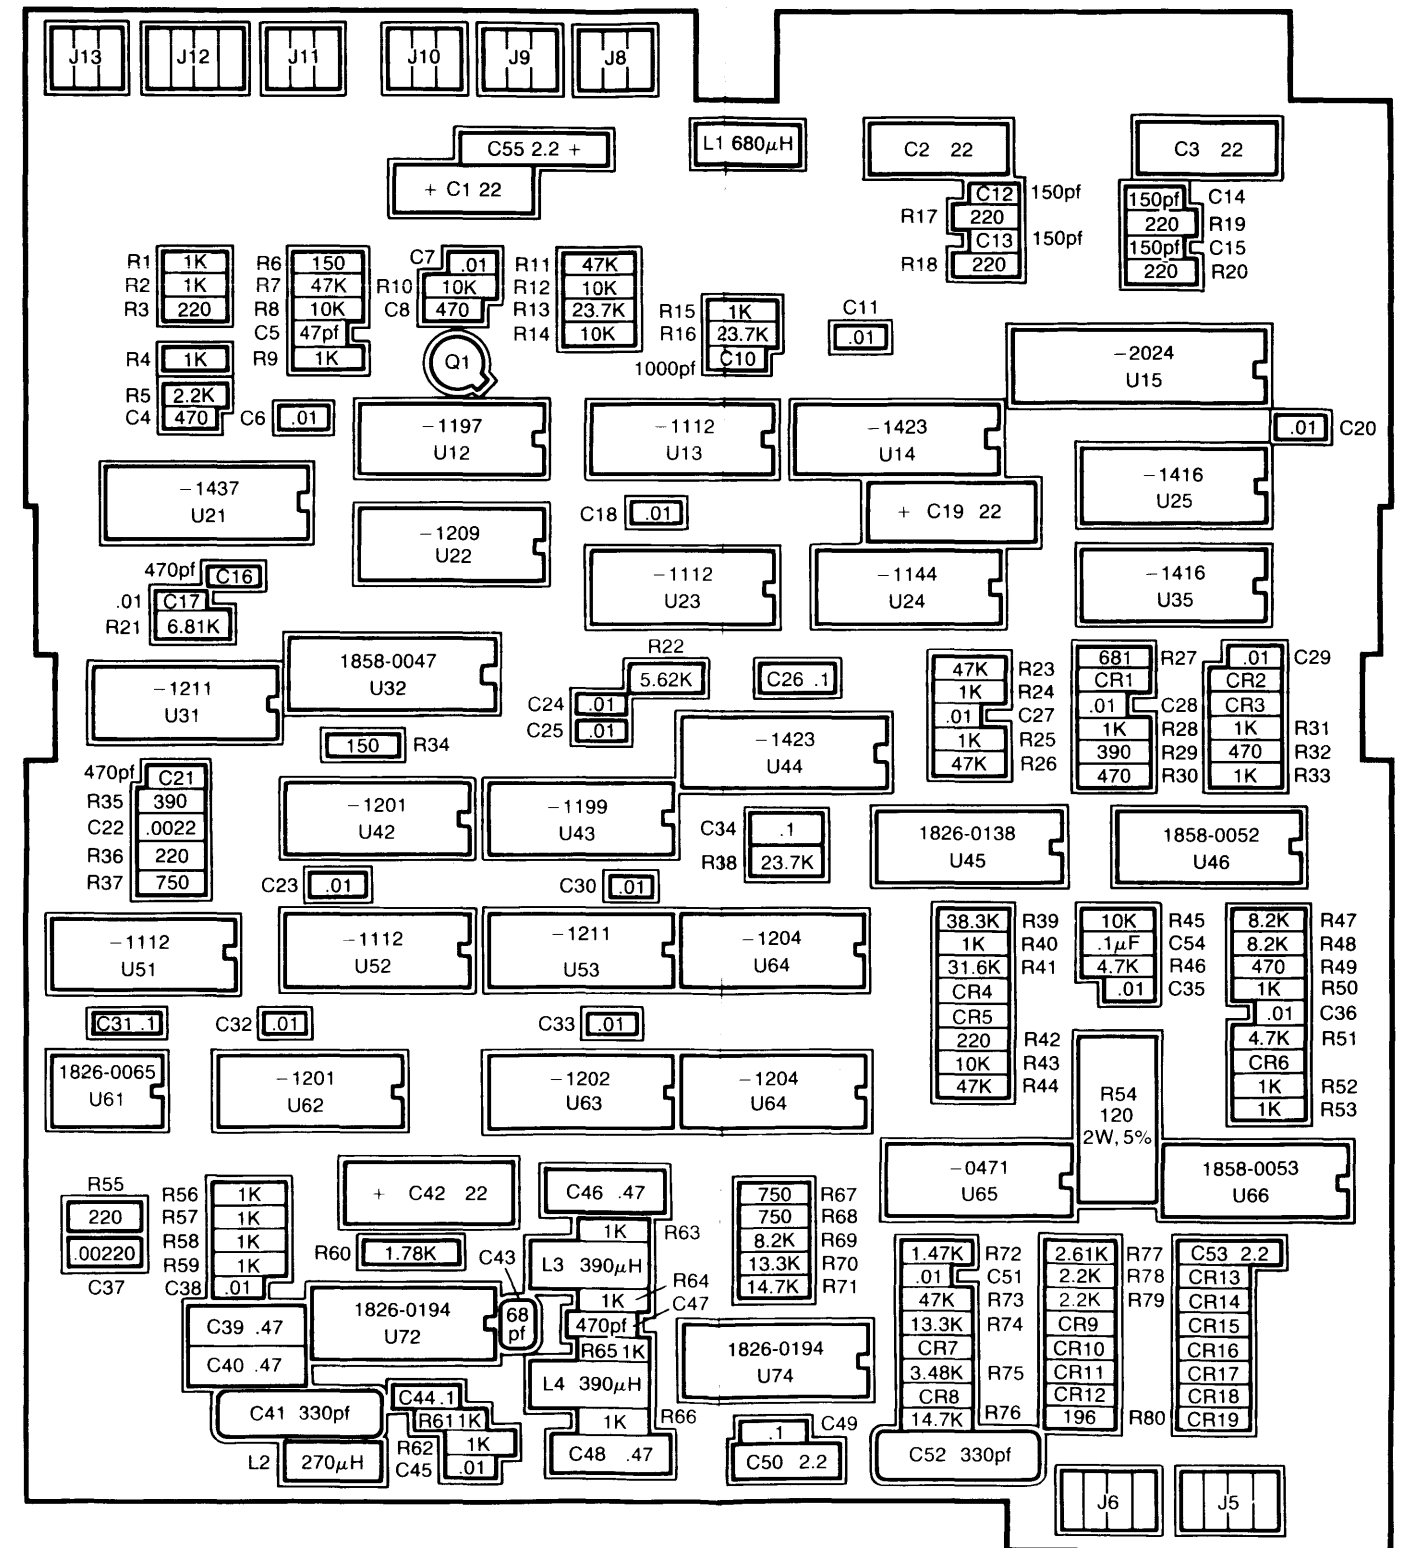 J13 J12 J11 J10 J9 J8
C55 2.2 +
+ C1 22
L1 680μH
C2 22
C3 22
C12 150pf
R17 220
C13 150pf
R18 220
150pf C14
220 R19
150pf C15
220 R20
R1 1K
R2 1K
R3 220
R4 1K
R5 2.2K
C4 470
R6 150
R7 47K
R8 10K
C5 47pf
R9 1K
C6 .01
C7 .01
R10 10K
C8 470
Q1
R11 47K
R12 10K
R13 23.7K
R14 10K
R15 1K
R16 23.7K
1000pf C10
C11
.01
-2024
U15
-1197
U12
-1112
U13
-1423
U14
.01 C20
-1437
U21
-1209
U22
C18 .01
+ C19 22
-1416
U25
-1112
U23
-1144
U24
-1416
U35
470pf C16
.01 C17
R21 6.81K
-1211
U31
1858-0047
U32
R22
5.62K
C24 .01
C25 .01
C26 .1
150 R34
-1423
U44
47K R23
1K R24
.01 C27
1K R25
47K R26
681 R27
CR1
.01 C28
1K R28
390 R29
470 R30
.01 C29
CR2
CR3
1K R31
470 R32
1K R33
470pf C21
R35 390
C22 .0022
R36 220
R37 750
-1201
U42
-1199
U43
C34 .1
R38 23.7K
1826-0138
U45
1858-0052
U46
C23 .01
C30 .01
-1112
U51
-1112
U52
-1211
U53
-1204
U64
38.3K R39
1K R40
31.6K R41
CR4
CR5
220 R42
10K R43
47K R44
10K R45
.1μF C54
4.7K R46
.01 C35
8.2K R47
8.2K R48
470 R49
1K R50
.01 C36
4.7K R51
CR6
1K R52
1K R53
C31 .1
C32 .01
C33 .01
1826-0065
U61
-1201
U62
-1202
U63
-1204
U64
R54
120
2W, 5%
-0471
U65
1858-0053
U66
R55
220
.00220
C37
R56 1K
R57 1K
R58 1K
R59 1K
C38 .01
+ C42 22
R60 1.78K
C43
68
pf
C46 .47
1K R63
L3 390μH
1K R64
470pf C47
R65 1K
L4 390μH
1K R66
C48 .47
750 R67
750 R68
8.2K R69
13.3K R70
14.7K R71
C39 .47
C40 .47
1826-0194
U72
1826-0194
U74
C41 330pf
L2 270μH
C44 .1
R61 1K
R62 1K
C45 .01
.1 C49
C50 2.2
1.47K R72
.01 C51
47K R73
13.3K R74
CR7
3.48K R75
CR8
14.7K R76
C52 330pf
2.61K R77
2.2K R78
2.2K R79
CR9
CR10
CR11
CR12
196 R80
C53 2.2
CR13
CR14
CR15
CR16
CR17
CR18
CR19
J6 J5